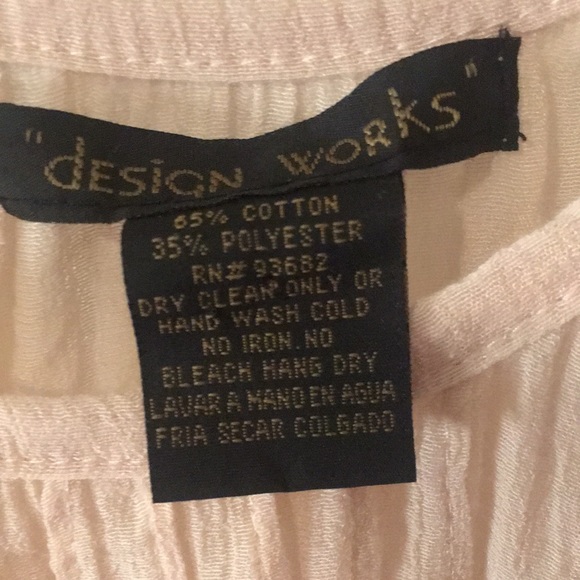 "dESiGN WORkS"
65% COTTON
35% POLYESTER
RN# 93682
DRY CLEAN ONLY OR
HAND WASH COLD
NO IRON.NO
BLEACH HANG DRY
LAVAR A MANO EN AGUA
FRIA SECAR COLGADO